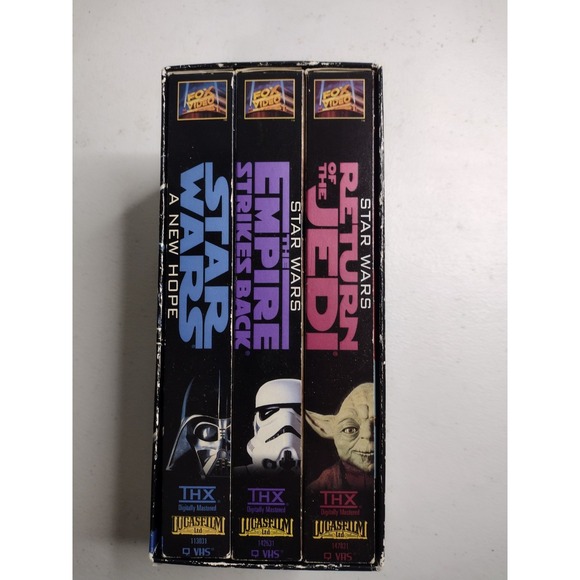 FOX
VIDEO
STAR
WARS
A NEW HOPE
THX
Digitally Mastered
LUCASFILM
Ltd.
113031
VHS
FOX
VIDEO
STAR WARS
THE
EMPIRE
STRIKES BACK
THX
Digitally Mastered
LUCASFILM
Ltd.
VHS
FOX
VIDEO
STAR WARS
RETURN
OF THE
JEDI
THX
Digitally Mastered
LUCASFILM
Ltd.
VHS